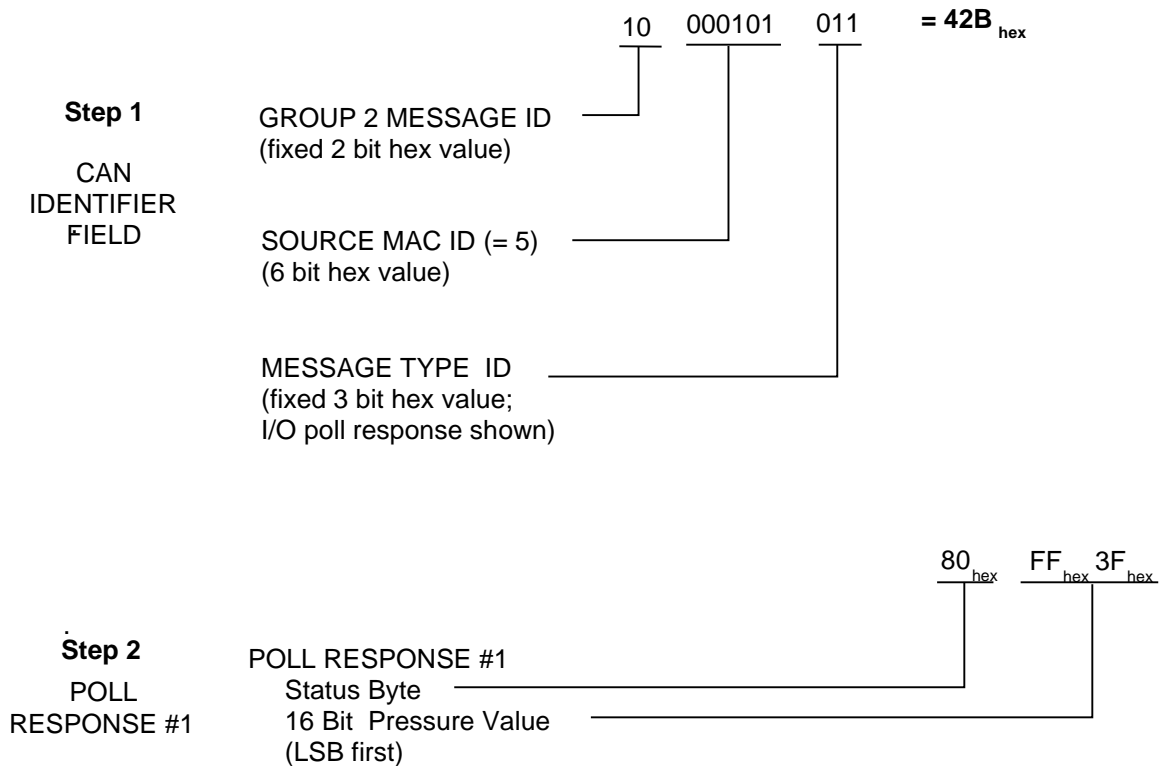 10 000101 011 = 42B hex
Step 1
CAN
IDENTIFIER
FIELD
GROUP 2 MESSAGE ID
(fixed 2 bit hex value)
SOURCE MAC ID (= 5)
(6 bit hex value)
MESSAGE TYPE ID
(fixed 3 bit hex value;
I/O poll response shown)
80 hex FF hex 3F hex
Step 2
POLL
RESPONSE #1
POLL RESPONSE #1
Status Byte
16 Bit Pressure Value
(LSB first)